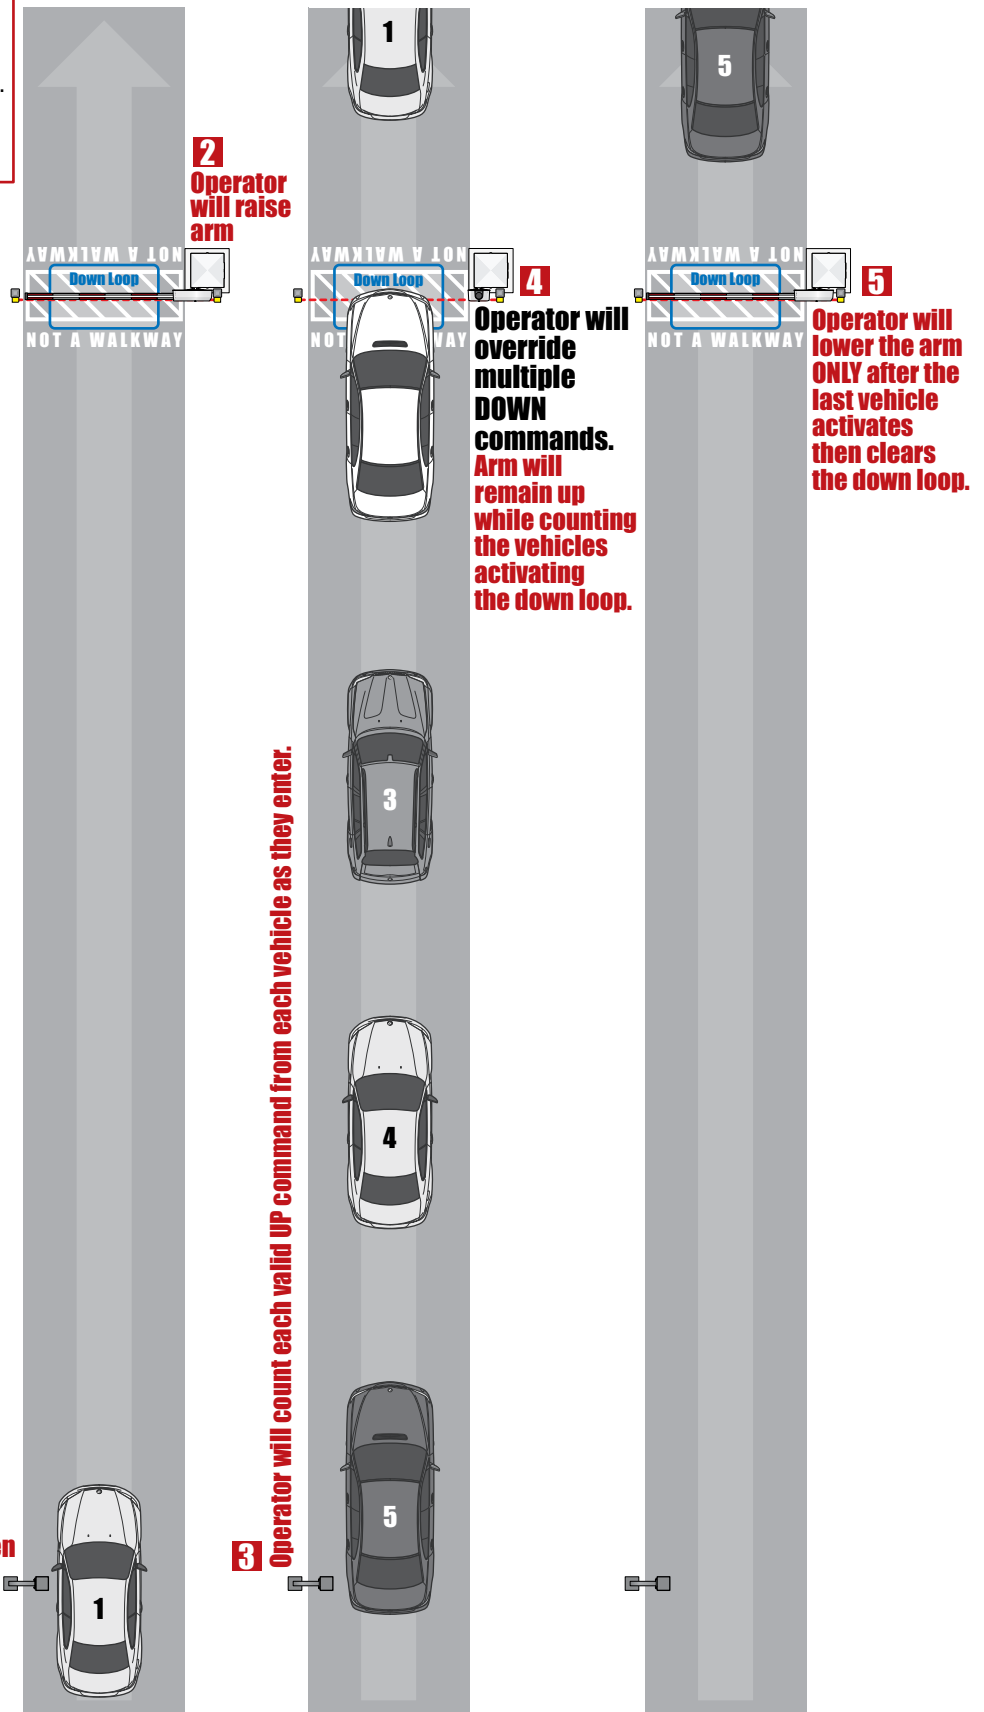 .
1
5
2
Operator
will raise
arm
NOT A WALKWAY
Down Loop
NOT A WALKWAY
NOT A WALKWAY
Down Loop
NOT WAY
4
Operator will
override
multiple
DOWN
commands.
Arm will
remain up
while counting
the vehicles
activating
the down loop.
NOT A WALKWAY
Down Loop
NOT A WALKWAY
5
Operator will
lower the arm
ONLY after the
last vehicle
activates
then clears
the down loop.
3
4
5
3
Operator will count each valid UP command from each vehicle as they enter.
en
1